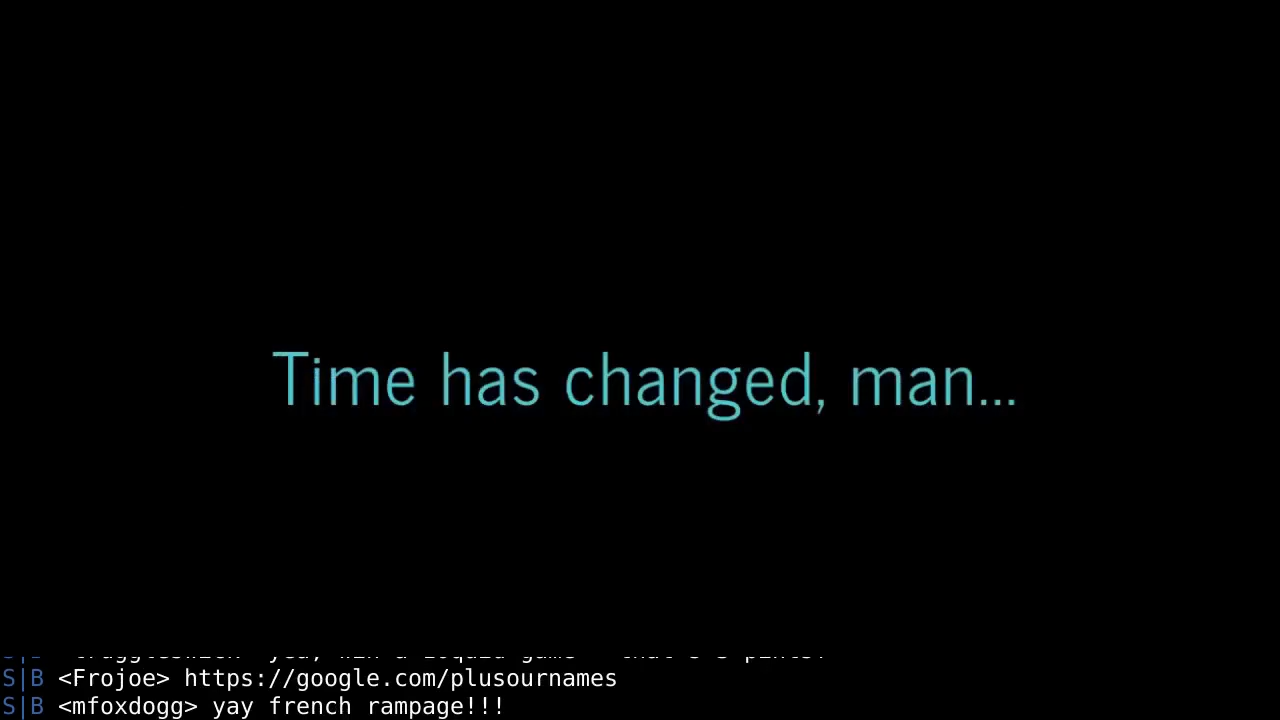 Time has changed, man...
S|B <Frojoe> https://google.com/plusournames
S|B <mfoxdogg> yay french rampage!!!